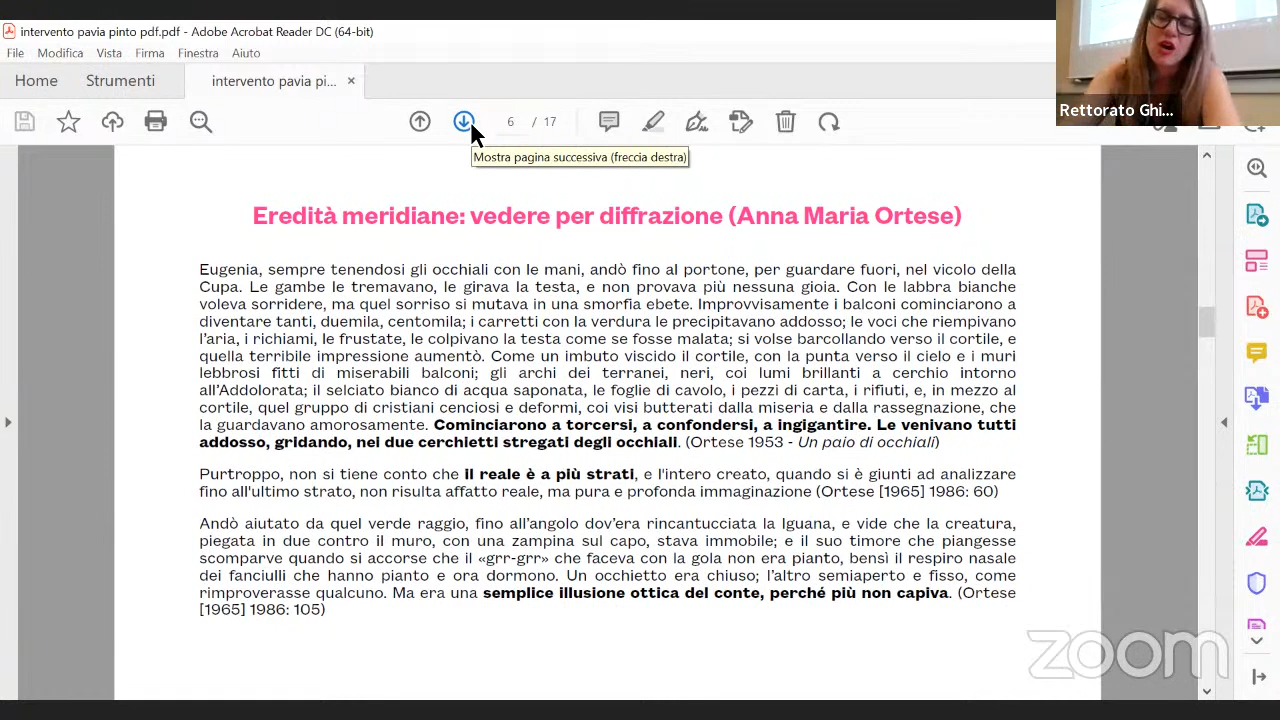 intervento pavia pinto pdf.pdf - Adobe Acrobat Reader DC (64-bit)
File Modifica Vista Firma Finestra Aiuto
Home Strumenti intervento pavia pi... ×
6 / 17
Mostra pagina successiva (freccia destra)
Rettorato Ghi...
Eredità meridiane: vedere per diffrazione (Anna Maria Ortese)
Eugenia, sempre tenendosi gli occhiali con le mani, andò fino al portone, per guardare fuori, nel vicolo della
Cupa. Le gambe le tremavano, le girava la testa, e non provava più nessuna gioia. Con le labbra bianche
voleva sorridere, ma quel sorriso si mutava in una smorfia ebete. Improvvisamente i balconi cominciarono a
diventare tanti, duemila, centomila; i carretti con la verdura le precipitavano addosso; le voci che riempivano
l'aria, i richiami, le frustate, le colpivano la testa come se fosse malata; si volse barcollando verso il cortile, e
quella terribile impressione aumentò. Come un imbuto viscido il cortile, con la punta verso il cielo e i muri
lebbrosi fitti di miserabili balconi; gli archi dei terranei, neri, coi lumi brillanti a cerchio intorno
all'Addolorata; il selciato bianco di acqua saponata, le foglie di cavolo, i pezzi di carta, i rifiuti, e, in mezzo al
cortile, quel gruppo di cristiani cenciosi e deformi, coi visi butterati dalla miseria e dalla rassegnazione, che
la guardavano amorosamente. Cominciarono a torcersi, a confondersi, a ingigantire. Le venivano tutti
addosso, gridando, nei due cerchietti stregati degli occhiali. (Ortese 1953 - Un paio di occhiali)
Purtroppo, non si tiene conto che il reale è a più strati, e l'intero creato, quando si è giunti ad analizzare
fino all'ultimo strato, non risulta affatto reale, ma pura e profonda immaginazione (Ortese [1965] 1986: 60)
Andò aiutato da quel verde raggio, fino all'angolo dov'era rincantucciata la Iguana, e vide che la creatura,
piegata in due contro il muro, con una zampina sul capo, stava immobile; e il suo timore che piangesse
scomparve quando si accorse che il «grr-grr» che faceva con la gola non era pianto, bensì il respiro nasale
dei fanciulli che hanno pianto e ora dormono. Un occhietto era chiuso; l'altro semiaperto e fisso, come
rimproverasse qualcuno. Ma era una semplice illusione ottica del conte, perché più non capiva. (Ortese
[1965] 1986: 105)
zoom